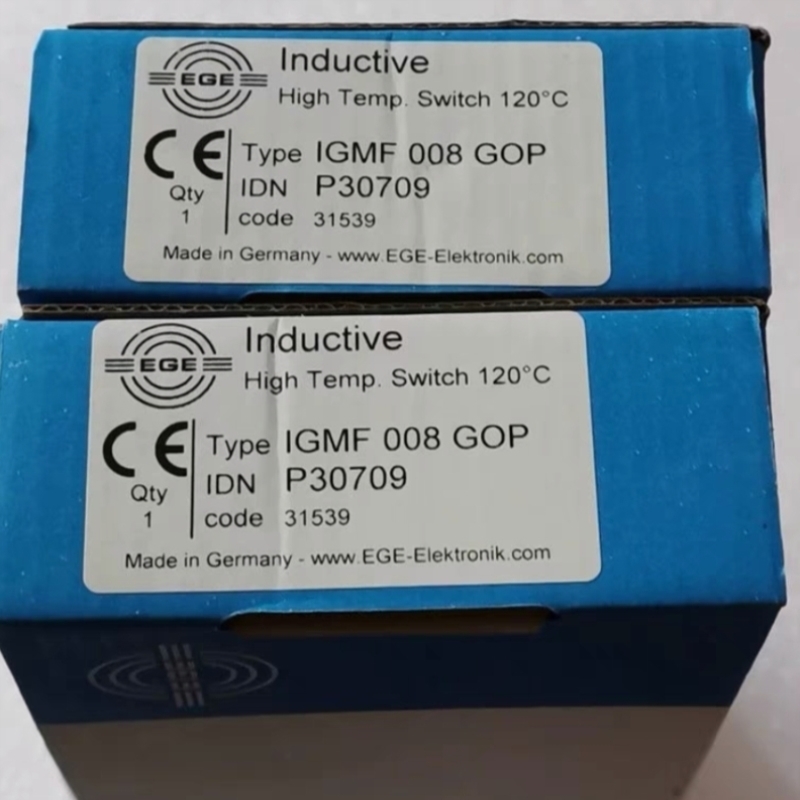 EGE
Inductive
High Temp. Switch 120°C
CE
Type IGMF 008 GOP
Qty
IDN P30709
1
code 31539
Made in Germany - www.EGE-Elektronik.com
EGE
Inductive
High Temp. Switch 120°C
CE
Type IGMF 008 GOP
Qty
IDN P30709
1
code 31539
Made in Germany - www.EGE-Elektronik.com